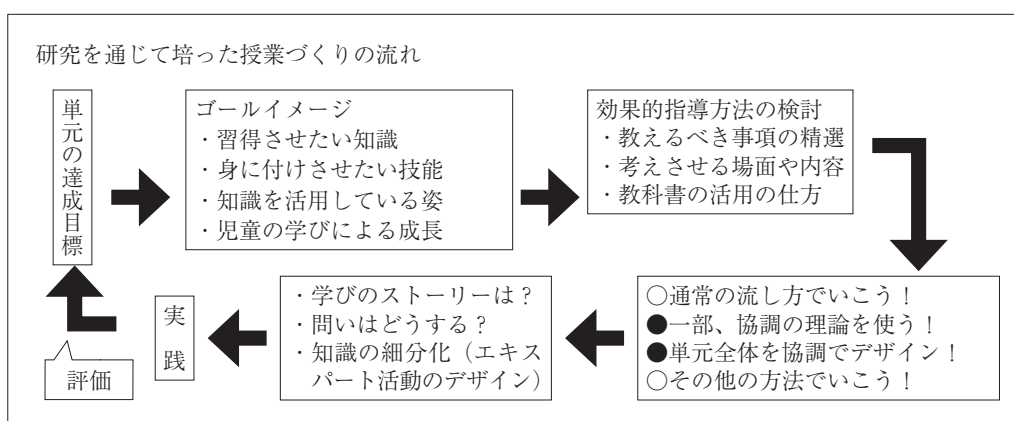 研究を通じて培った授業づくりの流れ
単元の達成目標
ゴールイメージ
・習得させたい知識
・身に付けさせたい技能
・知識を活用している姿
・児童の学びによる成長
効果的指導方法の検討
・教えるべき事項の精選
・考えさせる場面や内容
・教科書の活用の仕方
○通常の流し方でいこう！
●一部、協調の理論を使う！
●単元全体を協調でデザイン！
○その他の方法でいこう！
・学びのストーリーは？
・問いはどうする？
・知識の細分化（エキス
パート活動のデザイン）
実践
評価